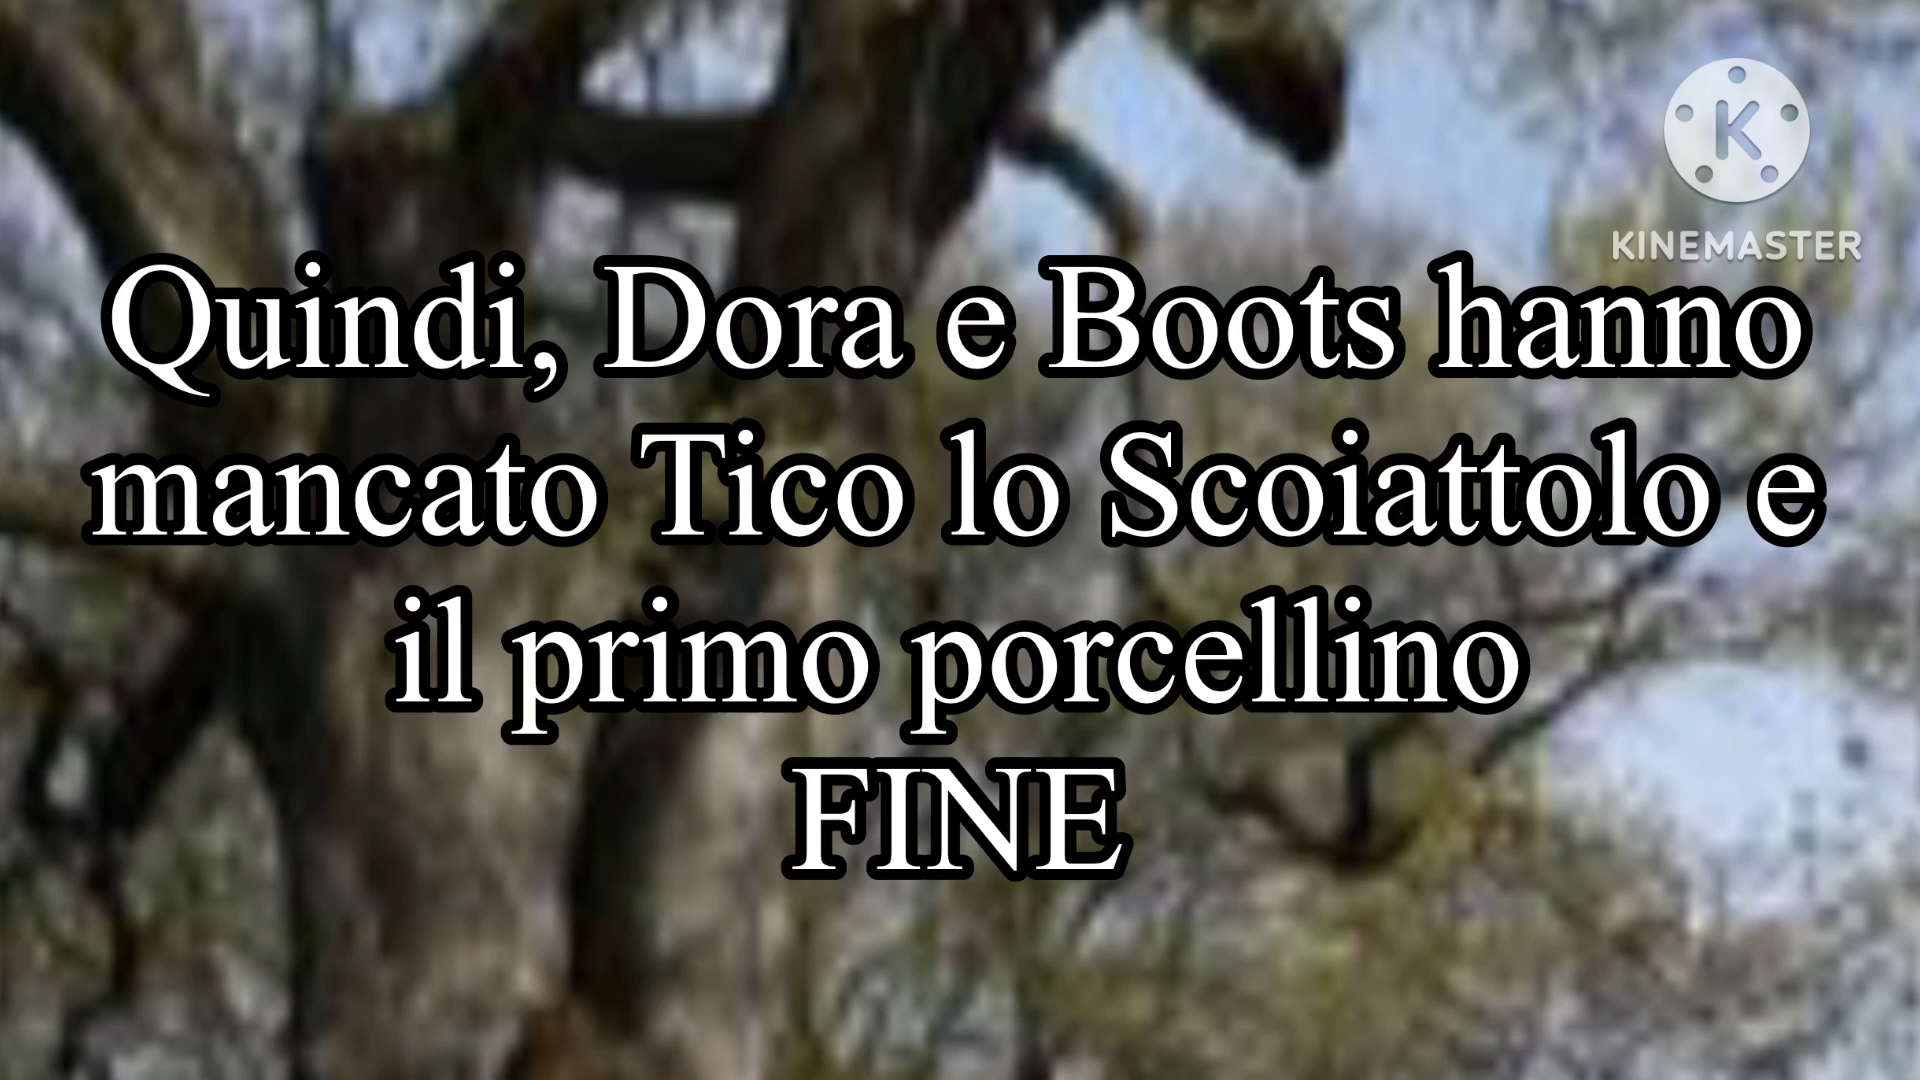 KINEMASTER
Quindi, Dora e Boots hanno
mancato Tico lo Scoiattolo e
il primo porcellino
FINE